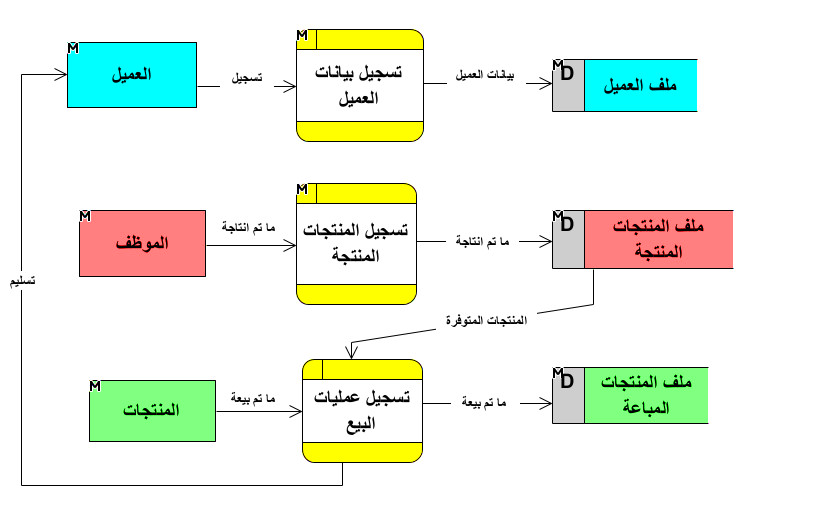 M
العميل
تسجيل
M
تسجيل بيانات
العميل
بيانات العميل
M
D
ملف العميل
M
الموظف
ما تم انتاجة
M
تسجيل المنتجات
المنتجة
ما تم انتاجة
M
D
ملف المنتجات
المنتجة
تسليم
المنتجات المتوفرة
M
المنتجات
ما تم بيعة
تسجيل عمليات
البيع
ما تم بيعة
M
D
ملف المنتجات
المباعة